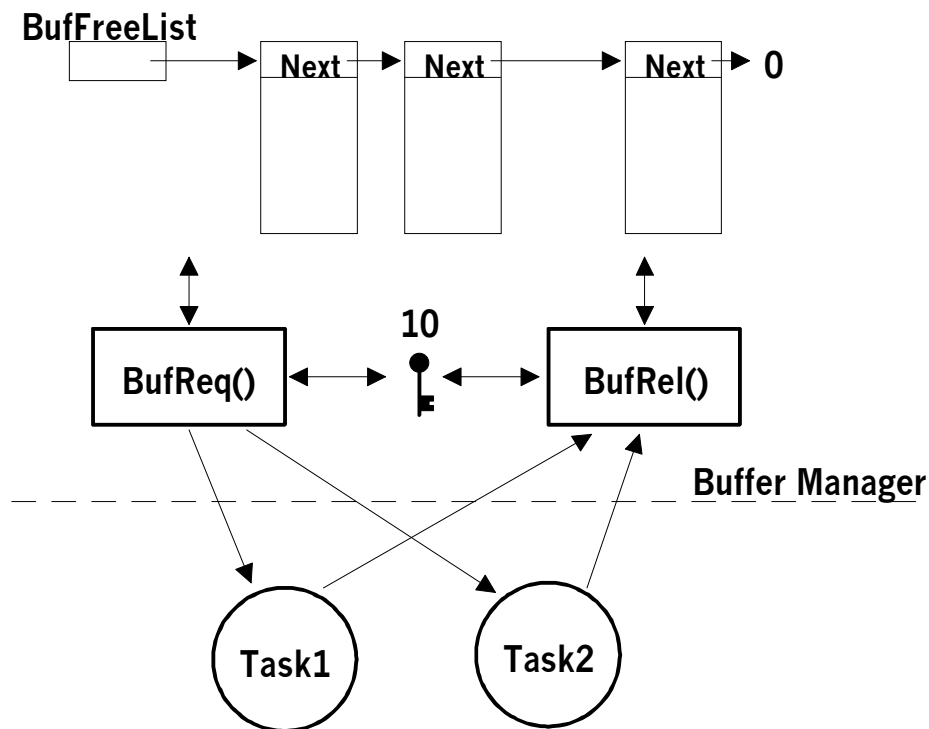 BufFreeList
Next Next Next 0
10
BufReq() BufRel()
Buffer Manager
Task1 Task2